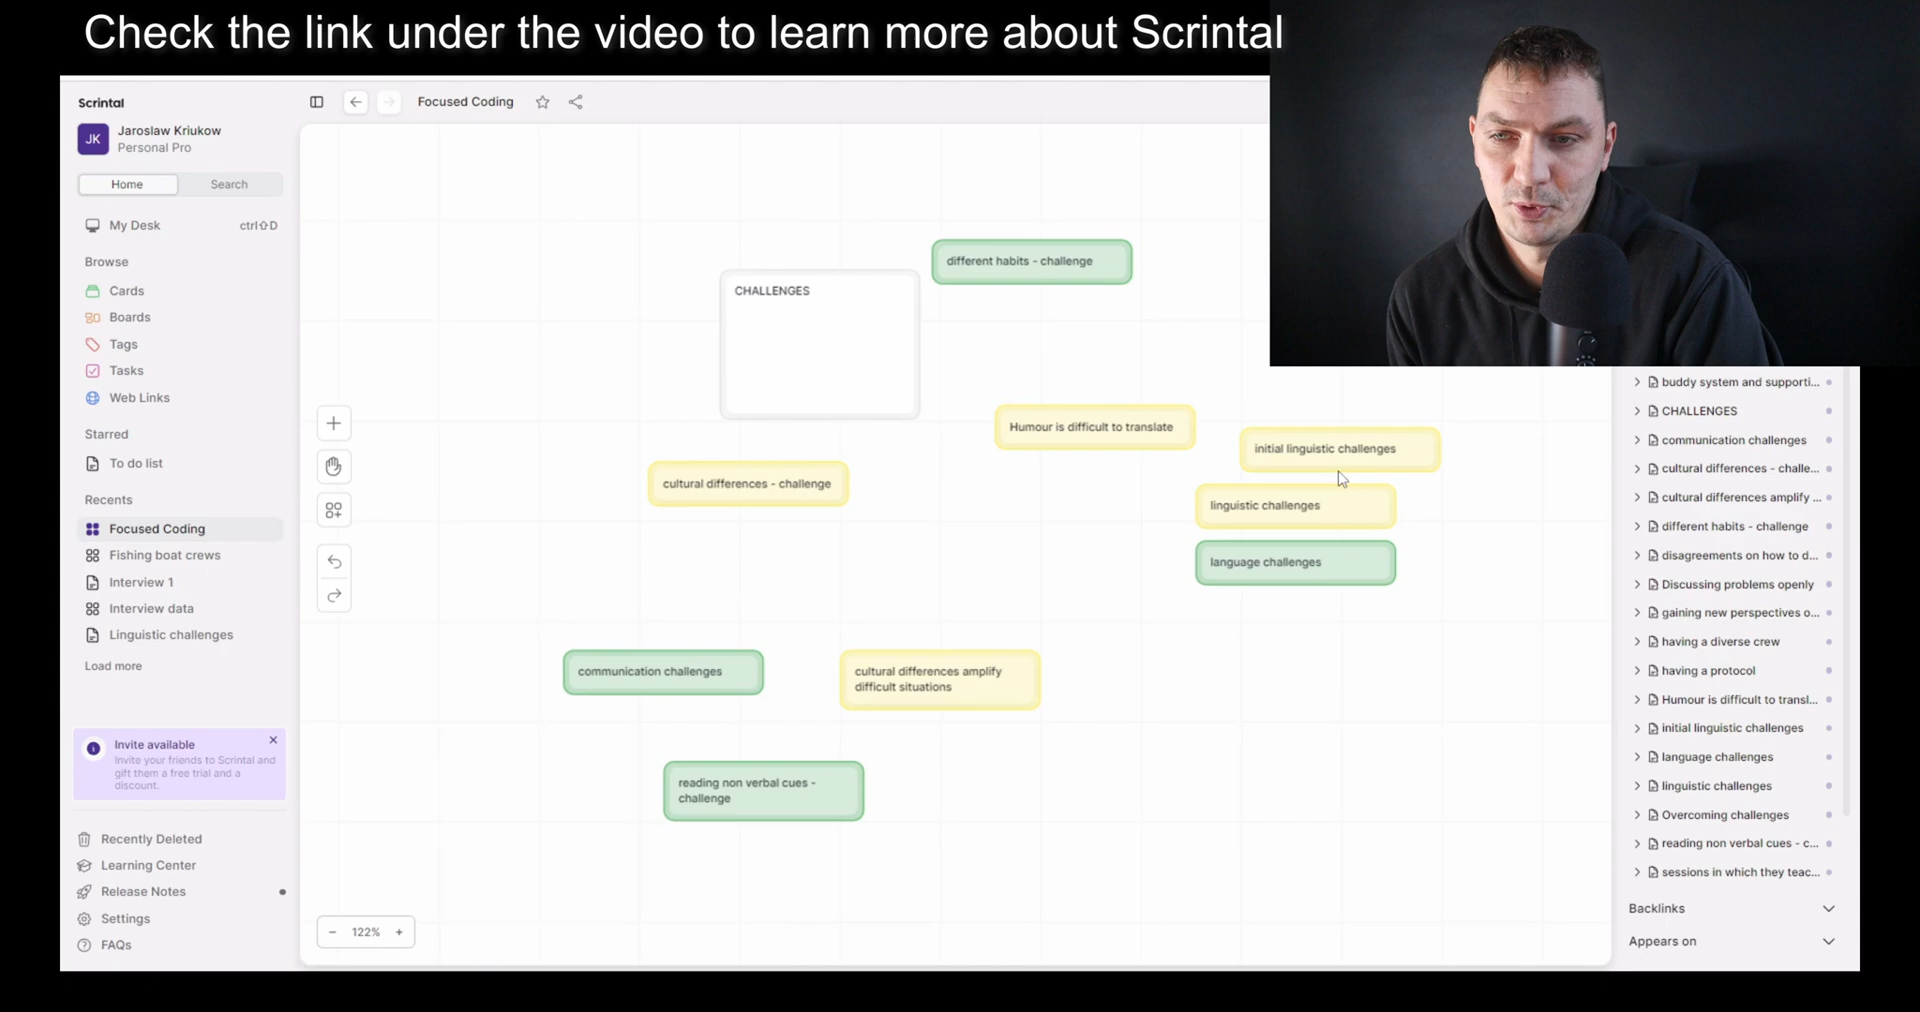 Check the link under the video to learn more about Scrintal
Scrintal
JK
Jaroslaw Kriukow
Personal Pro
Home
Search
My Desk
ctrl⇧D
Browse
Cards
Boards
Tags
Tasks
Web Links
Starred
To do list
Recents
Focused Coding
Fishing boat crews
Interview 1
Interview data
Linguistic challenges
Load more
Invite available
Invite your friends to Scrintal and
gift them a free trial and a
discount.
Recently Deleted
Learning Center
Release Notes
Settings
FAQs
Focused Coding
different habits - challenge
CHALLENGES
Humour is difficult to translate
initial linguistic challenges
cultural differences - challenge
linguistic challenges
language challenges
communication challenges
cultural differences amplify
difficult situations
reading non verbal cues -
challenge
122%
buddy system and supporti...
CHALLENGES
communication challenges
cultural differences - challe...
cultural differences amplify ...
different habits - challenge
disagreements on how to d...
Discussing problems openly
gaining new perspectives o...
having a diverse crew
having a protocol
Humour is difficult to transl...
initial linguistic challenges
language challenges
linguistic challenges
Overcoming challenges
reading non verbal cues - c...
sessions in which they teac...
Backlinks
Appears on